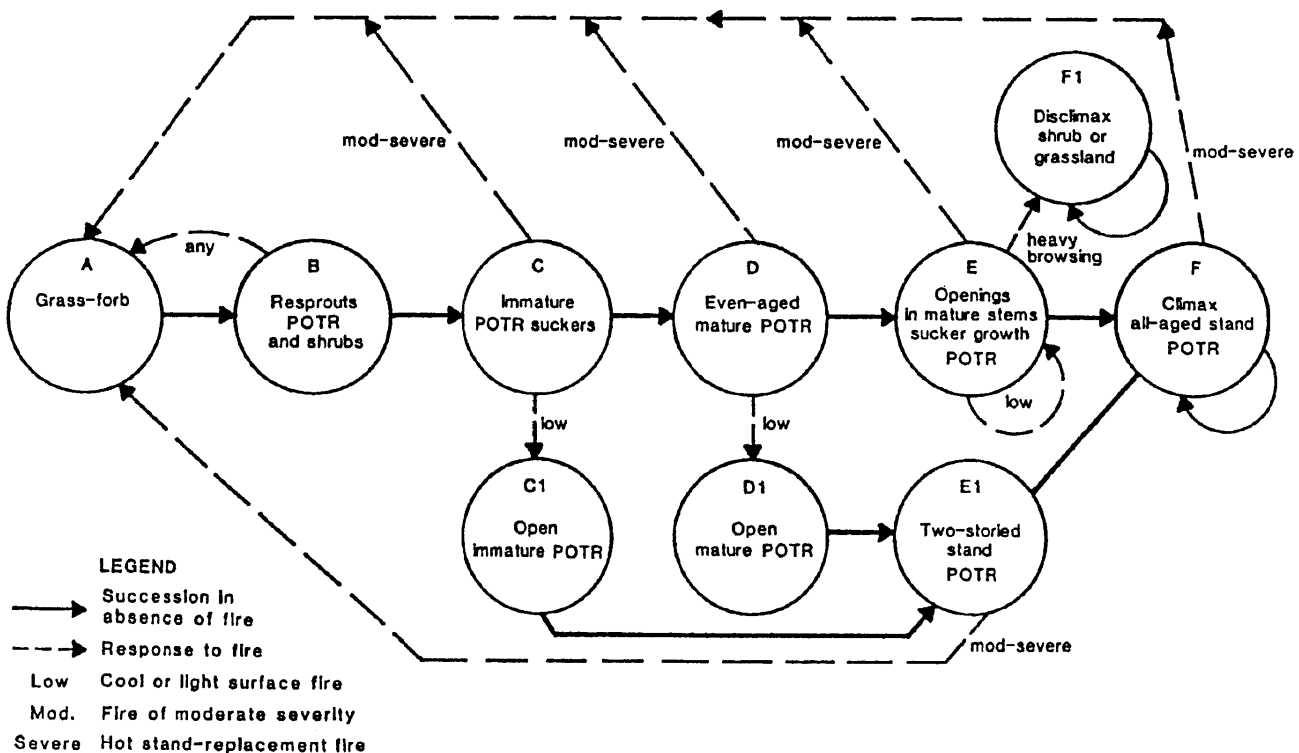 F1
Disclimax
shrub or
grassland
mod-severe
mod-severe
mod-severe
mod-severe
any
heavy
browsing
A
Grass-forb
B
Resprouts
POTR
and shrubs
C
Immature
POTR suckers
D
Even-aged
mature POTR
E
Openings
in mature stems
sucker growth
POTR
F
Climax
all-aged stand
POTR
low
low
low
C1
Open
immature POTR
D1
Open
mature POTR
E1
Two-storied
stand
POTR
mod-severe
LEGEND
Succession in
absence of fire
Response to fire
Low Cool or light surface fire
Mod. Fire of moderate severity
Severe Hot stand-replacement fire